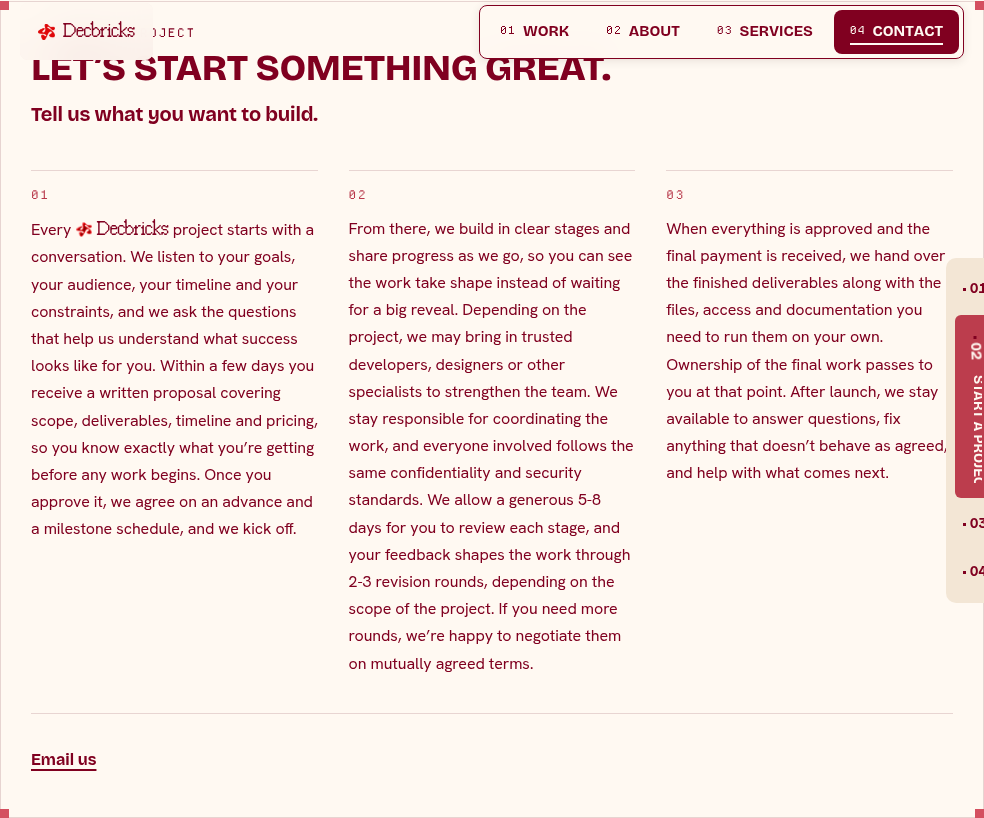 Decbricks
01 WORK
02 ABOUT
03 SERVICES
04 CONTACT
LET'S START SOMETHING GREAT.
Tell us what you want to build.
01
Every Decbricks project starts with a
conversation. We listen to your goals,
your audience, your timeline and your
constraints, and we ask the questions
that help us understand what success
looks like for you. Within a few days you
receive a written proposal covering
scope, deliverables, timeline and pricing,
so you know exactly what you’re getting
before any work begins. Once you
approve it, we agree on an advance and
a milestone schedule, and we kick off.
02
From there, we build in clear stages and
share progress as we go, so you can see
the work take shape instead of waiting
for a big reveal. Depending on the
project, we may bring in trusted
developers, designers or other
specialists to strengthen the team. We
stay responsible for coordinating the
work, and everyone involved follows the
same confidentiality and security
standards. We allow a generous 5-8
days for you to review each stage, and
your feedback shapes the work through
2-3 revision rounds, depending on the
scope of the project. If you need more
rounds, we’re happy to negotiate them
on mutually agreed terms.
03
When everything is approved and the
final payment is received, we hand over
the finished deliverables along with the
files, access and documentation you
need to run them on your own.
Ownership of the final work passes to
you at that point. After launch, we stay
available to answer questions, fix
anything that doesn’t behave as agreed,
and help with what comes next.
01
02 START A
03
04
Email us